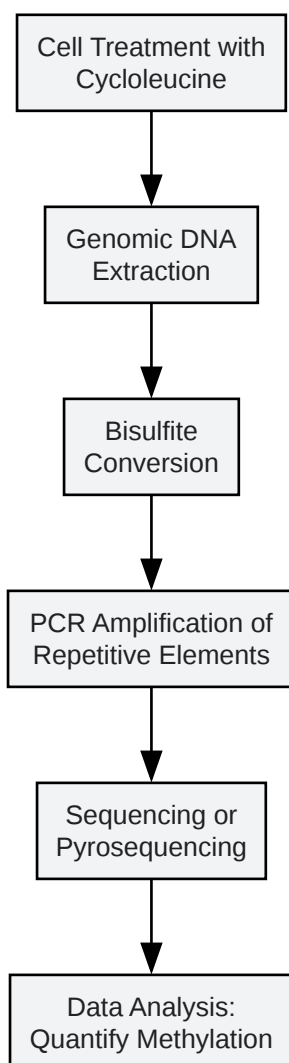 Cell Treatment with
Cycloleucine
Genomic DNA
Extraction
Bisulfite
Conversion
PCR Amplification of
Repetitive Elements
Sequencing or
Pyrosequencing
Data Analysis:
Quantify Methylation